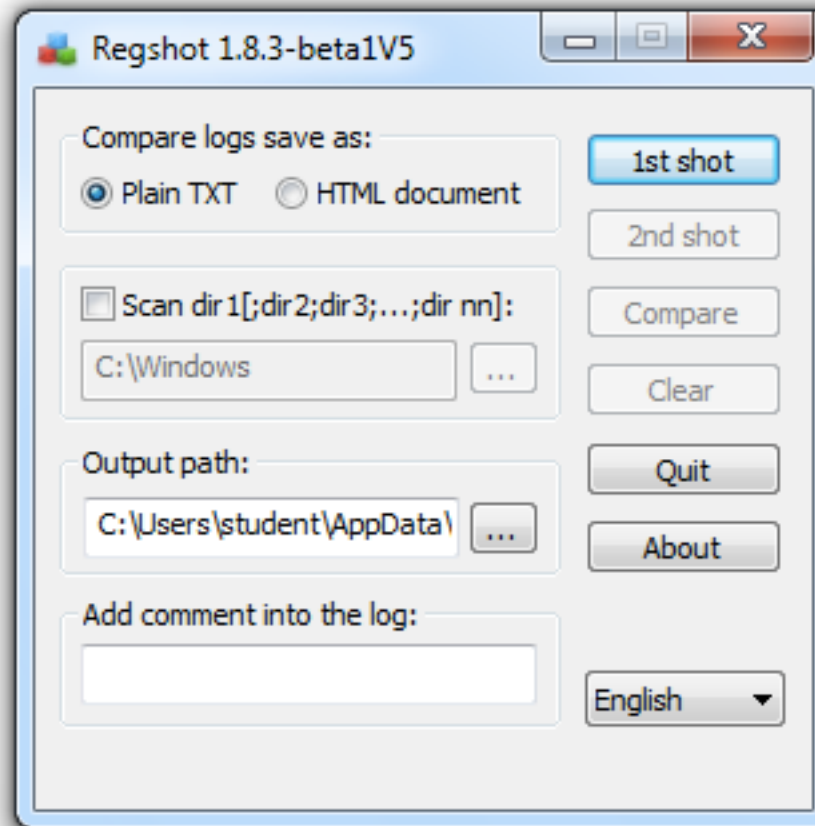 Regshot 1.8.3-beta1V5
Compare logs save as:
Plain TXT HTML document
1st shot
2nd shot
Scan dir1[;dir2;dir3;...;dir nn]:
Compare
C:\Windows ...
Clear
Output path:
Quit
C:\Users\student\AppData\ ...
About
Add comment into the log:
English